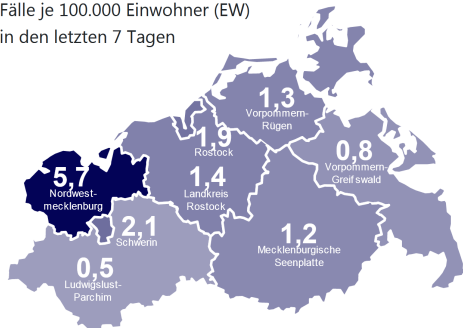 Fälle je 100.000 Einwohner (EW)
in den letzten 7 Tagen
1,3
Vorpommern-
Rügen
1,9
Rostock
0,8
Vorpommern-
Greifswald
5,7
Nordwest-
mecklenburg
1,4
Landkreis
Rostock
2,1
Schwerin
1,2
Mecklenburgische
Seenplatte
0,5
Ludwigslust-
Parchim